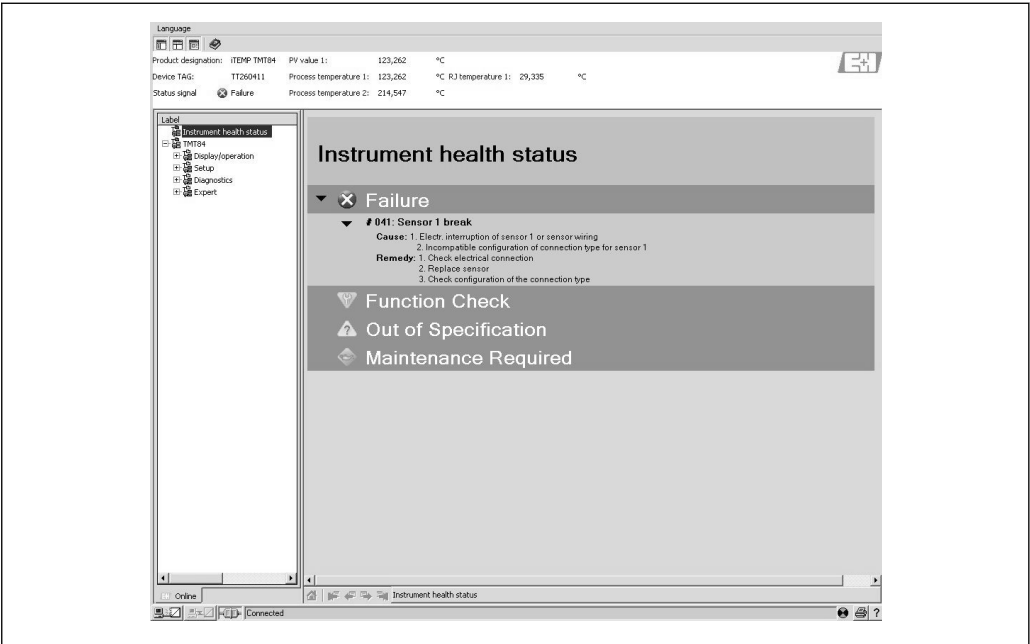 Language
Product designation: iTEMP TMT84 PV value 1: 123,262 °C
Device TAG: TT260411 Process temperature 1: 123,262 °C RJ temperature 1: 29,335 °C
Status signal Failure Process temperature 2: 214,547 °C
E+H
Label
Instrument health status
TMT84
Display/operation
Setup
Diagnostics
Expert
Instrument health status
Failure
# 041: Sensor 1 break
Cause: 1. Electr. interruption of sensor 1 or sensor wiring
2. Incompatible configuration of connection type for sensor 1
Remedy: 1. Check electrical connection
2. Replace sensor
3. Check configuration of the connection type
Function Check
Out of Specification
Maintenance Required
Online
Instrument health status
Connected